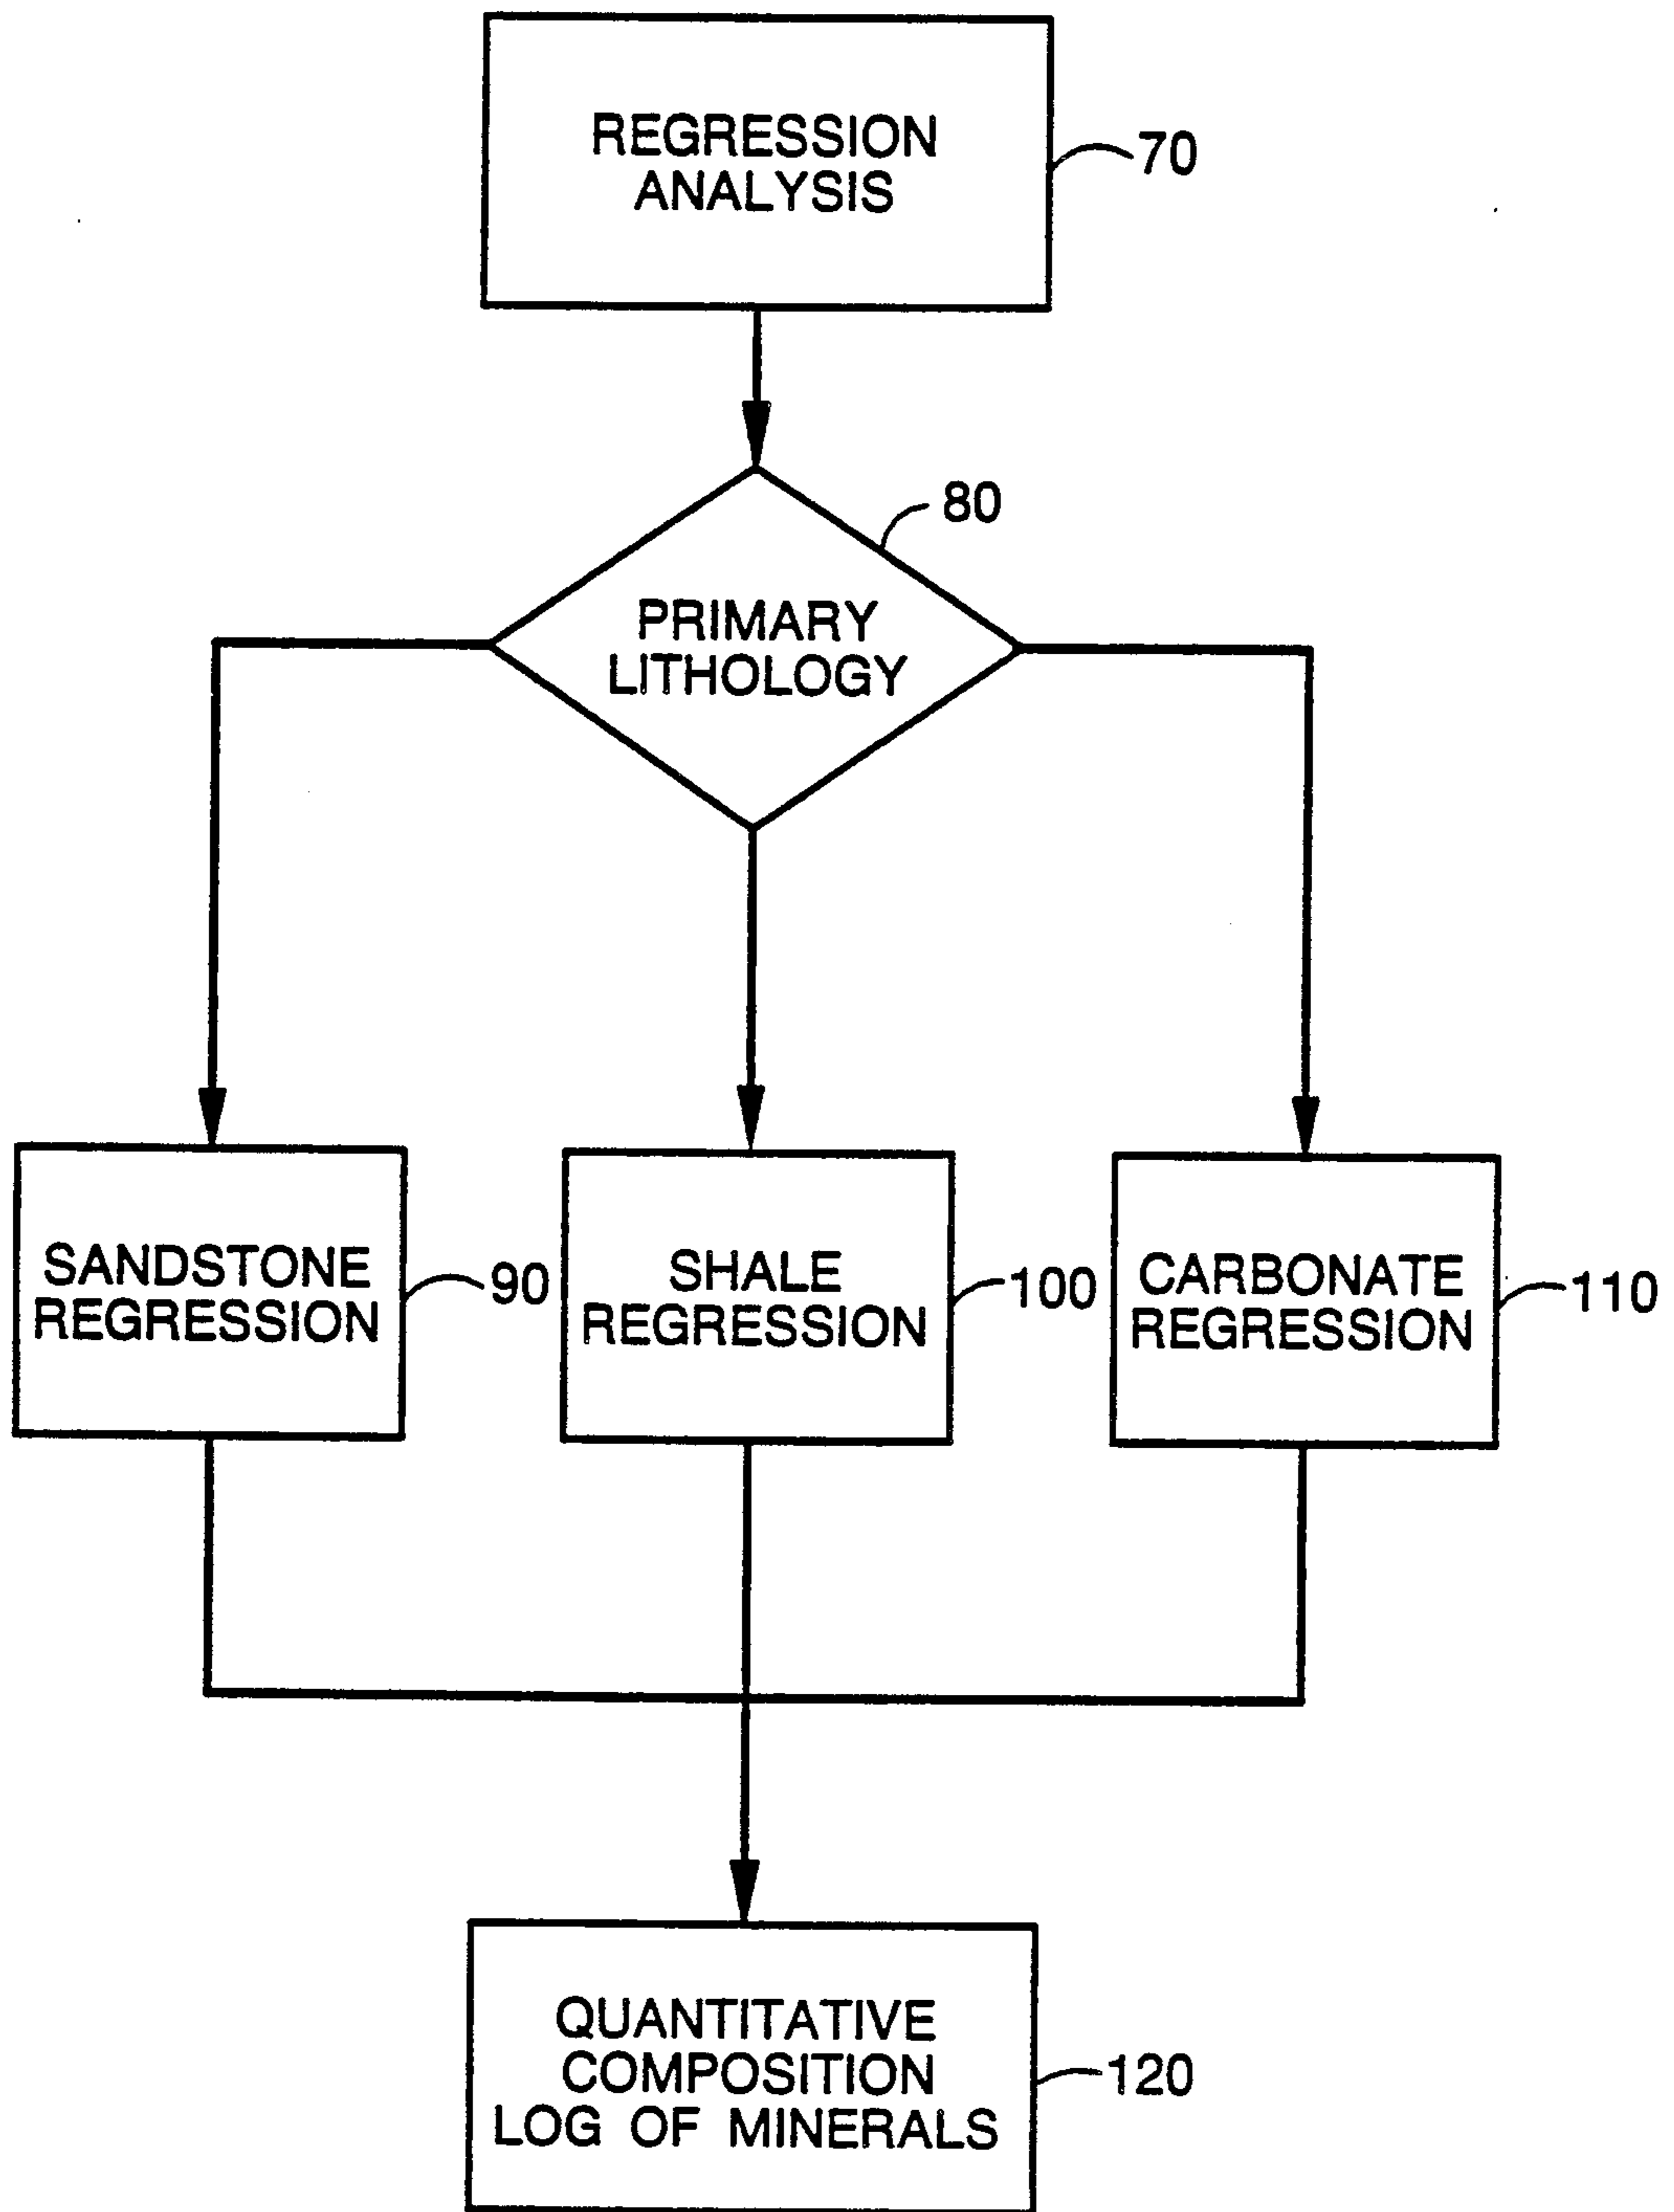 REGRESSION
ANALYSIS
70
80
PRIMARY
LITHOLOGY
SANDSTONE
REGRESSION
90
SHALE
REGRESSION
100
CARBONATE
REGRESSION
110
QUANTITATIVE
COMPOSITION
LOG OF MINERALS
120